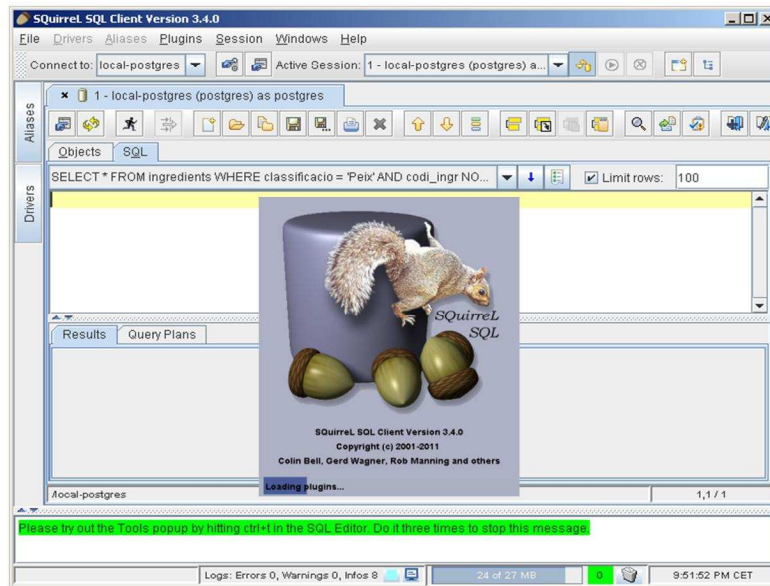 SQuirreL SQL Client Version 3.4.0
File Drivers Aliases Plugins Session Windows Help
Connect to: local-postgres Active Session: 1 - local-postgres (postgres) a...
Aliases
Drivers
1 - local-postgres (postgres) as postgres
Objects SQL
SELECT * FROM ingredients WHERE classificacio = 'Peix' AND codi_ingr NO... Limit rows: 100
SQuirreL
SQL
Results Query Plans
SQuirreL SQL Client Version 3.4.0
Copyright (c) 2001-2011
Colin Bell, Gerd Wagner, Rob Manning and others
Loading plugins...
/local-postgres 1,1 / 1
Please try out the Tools popup by hitting ctrl+t in the SQL Editor. Do it three times to stop this message.
Logs: Errors 0, Warnings 0, Infos 8 24 of 27 MB 0 9:51:52 PM CET